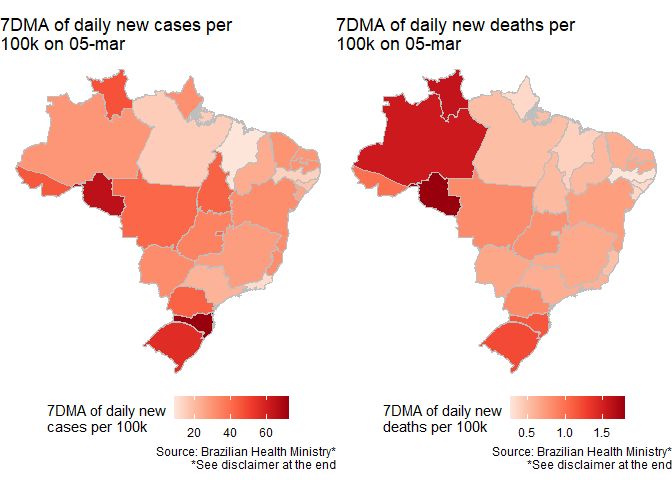 7DMA of daily new cases per
100k on 05-mar
7DMA of daily new
cases per 100k
20 40 60
Source: Brazilian Health Ministry*
*See disclaimer at the end
7DMA of daily new deaths per
100k on 05-mar
7DMA of daily new
deaths per 100k
0.5 1.0 1.5
Source: Brazilian Health Ministry*
*See disclaimer at the end